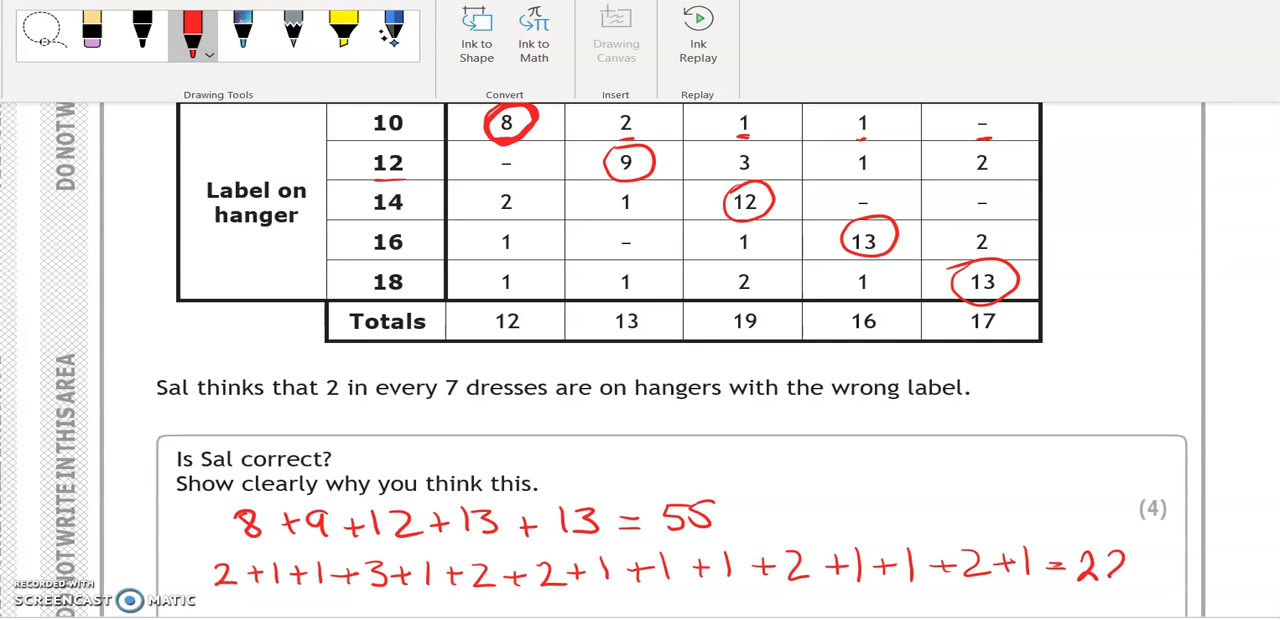 Ink to Shape
Ink to Math
Drawing Canvas
Ink Replay
Drawing Tools
Convert
Insert
Replay
DO NOT W
Label on hanger
10 8 2 1 1 –
12 – 9 3 1 2
14 2 1 12 – –
16 1 – 1 13 2
18 1 1 2 1 13
Totals 12 13 19 16 17
Sal thinks that 2 in every 7 dresses are on hangers with the wrong label.
DO NOT WRITE IN THIS AREA
Is Sal correct?
Show clearly why you think this.
(4)
8 + 9 + 12 + 13 + 13 = 55
2 + 1 + 1 + 3 + 1 + 2 + 2 + 1 + 1 + 1 + 2 + 1 + 1 + 2 + 1 = 22
RECORDED WITH
SCREENCAST MATIC